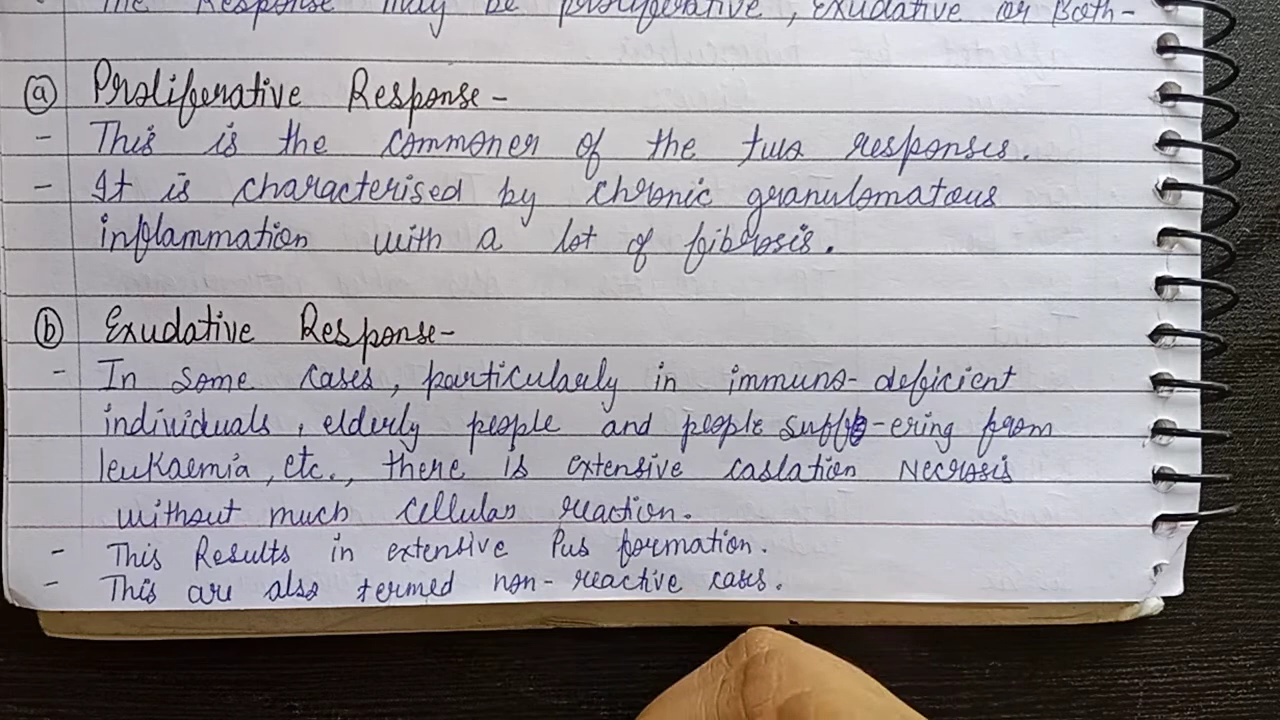 The Response may be proliferative, Exudative or Both-
(a) Proliferative Response-
- This is the commoner of the two responses.
- It is characterised by chronic granulomatous
inflammation with a lot of fibrosis.
(b) Exudative Response-
- In some cases, particularly in immuno-deficient
individuals, elderly people and people suffe-ering from
leukaemia, etc., there is extensive caslation Necrosis
without much cellular reaction.
- This Results in extensive Pus formation.
- This are also termed non-reactive cases.